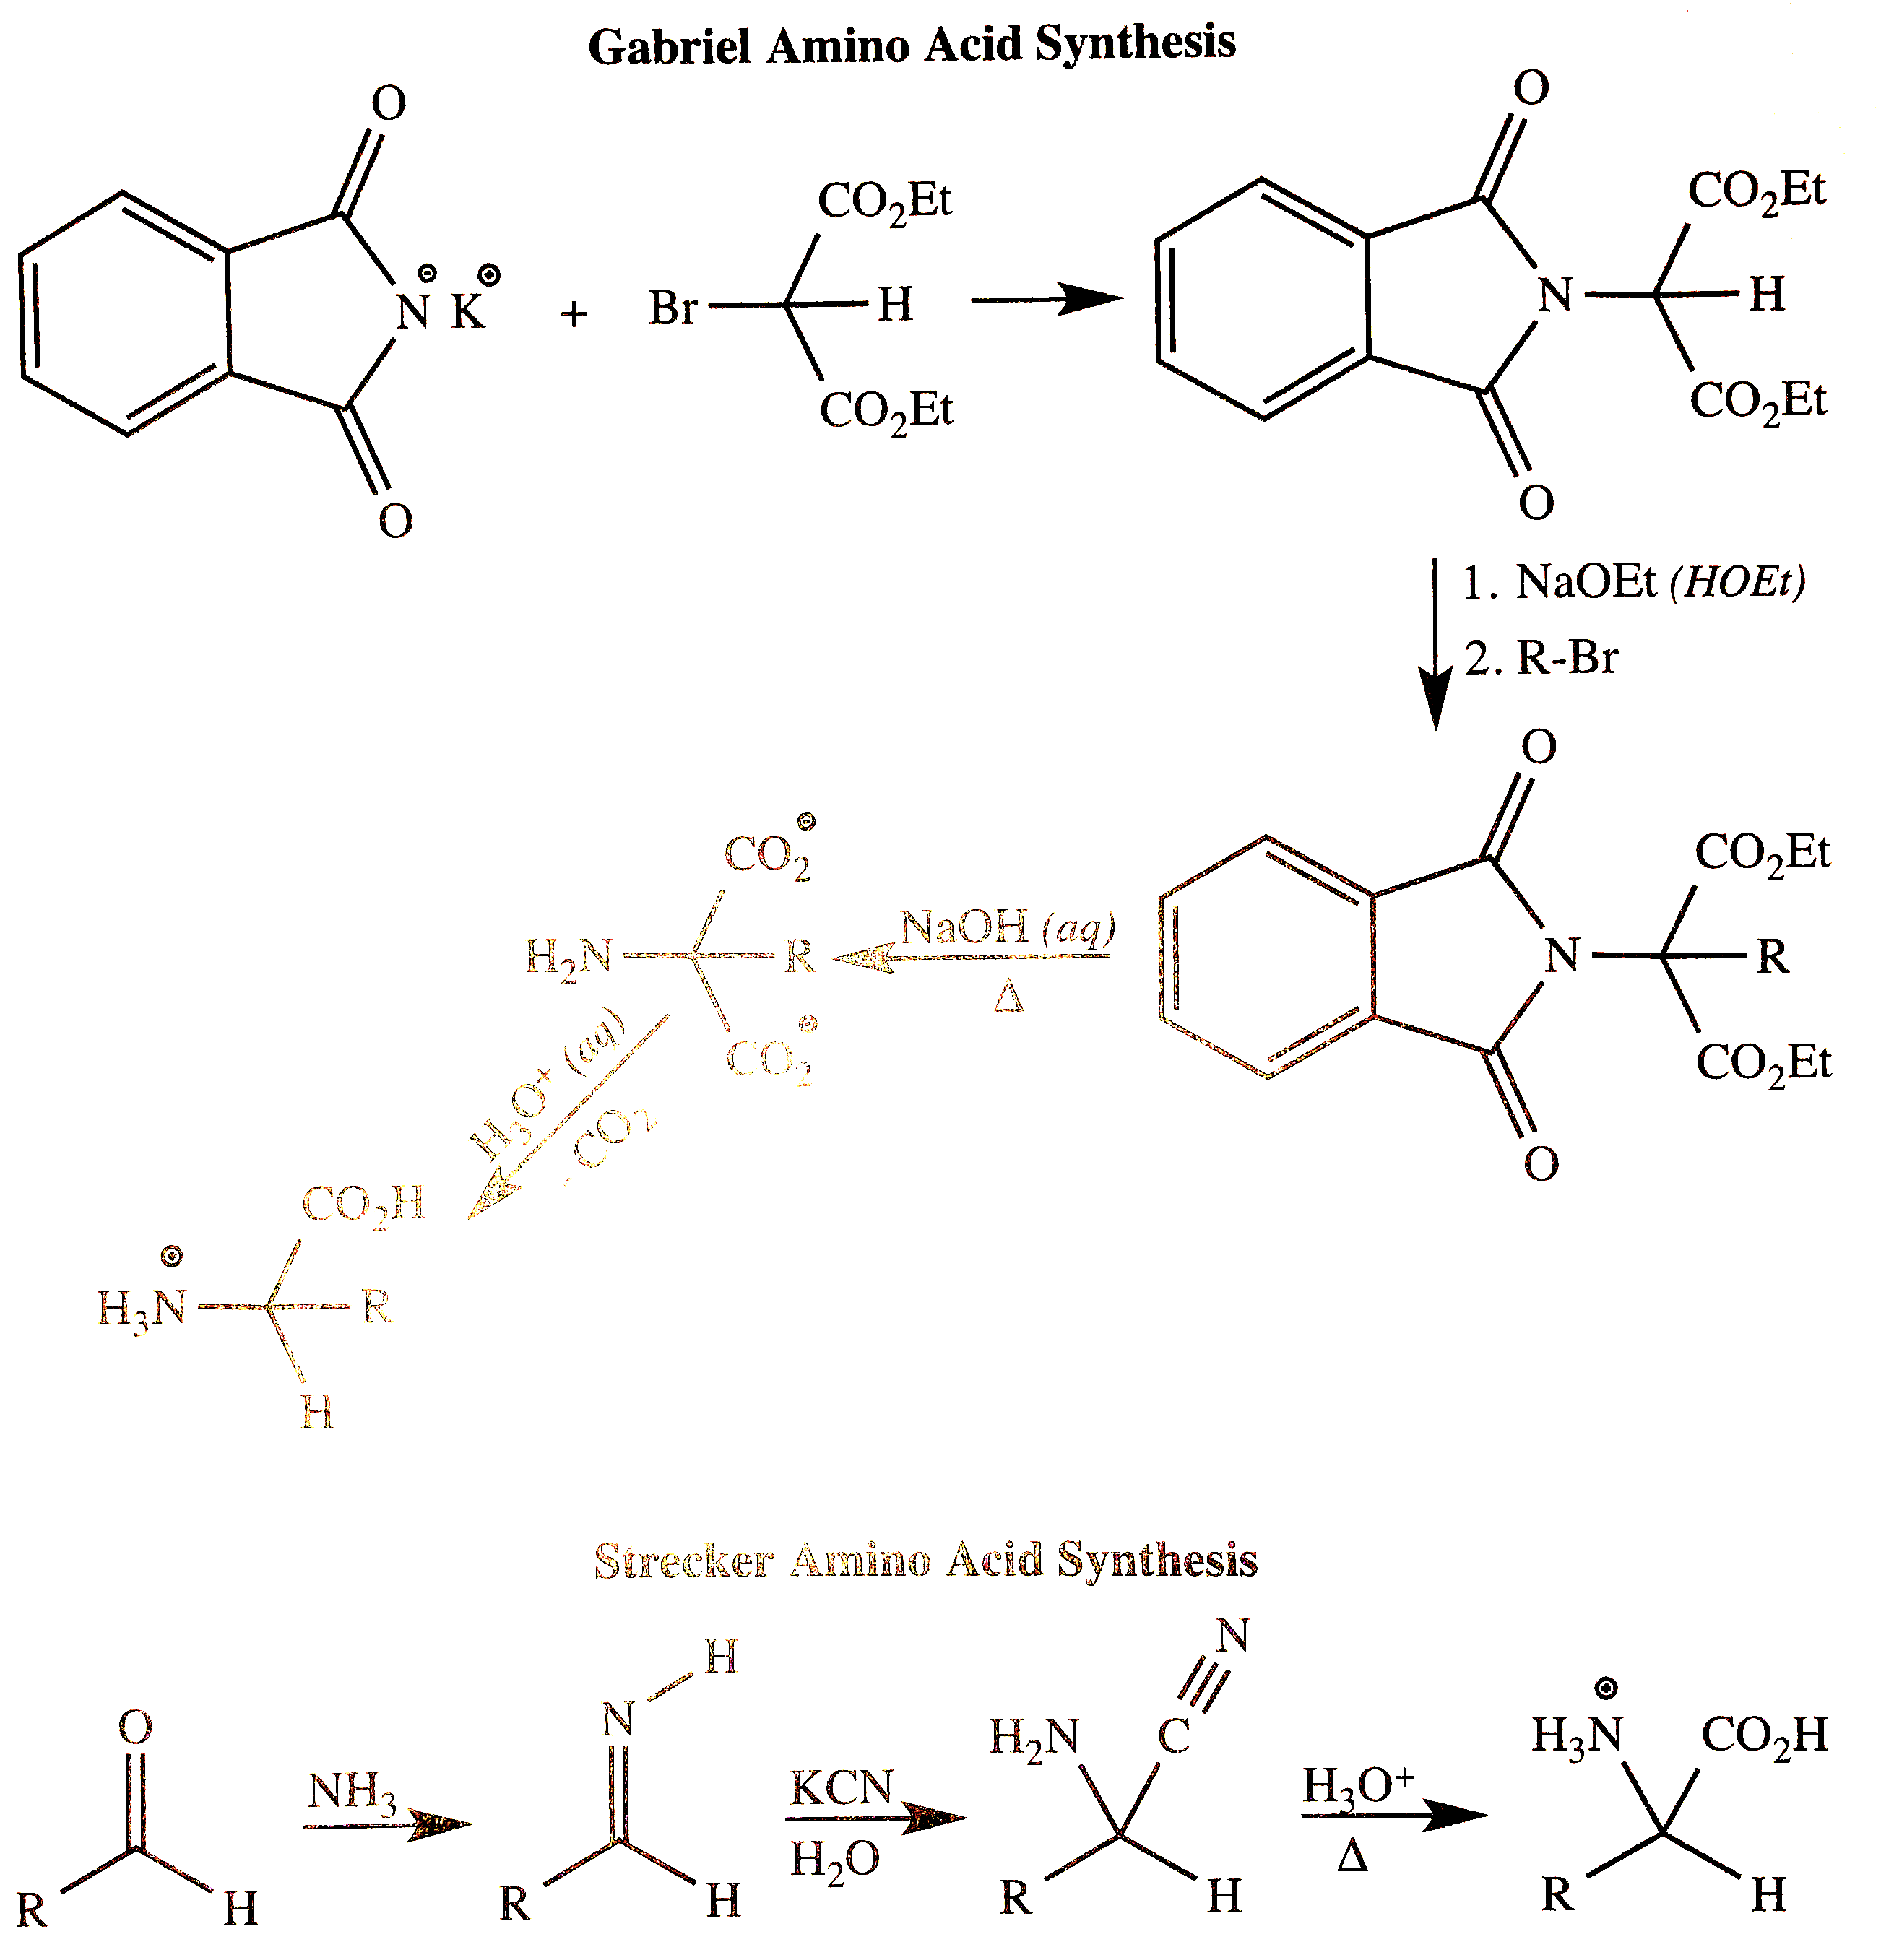 Gabriel Amino Acid Synthesis
O
O
CO₂Et
Br
H
CO₂Et
N⊖ K⊕
+
O
O
N
CO₂Et
H
CO₂Et
O
1. NaOEt (HOEt)
2. R-Br
O
N
CO₂Et
R
CO₂Et
O
NaOH (aq)
Δ
CO₂⊖
H₂N
R
CO₂⊖
H₃O⁺ (aq)
- CO₂
CO₂H
⊕
H₃N
R
H
Strecker Amino Acid Synthesis
O
R
H
NH₃
H
N
R
H
KCN
H₂O
N
H₂N
C
R
H
H₃O⁺
Δ
⊕
H₃N
CO₂H
R
H